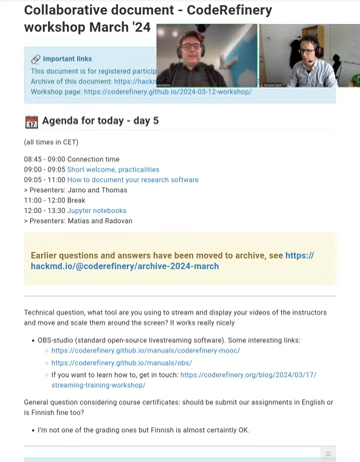 Collaborative document - CodeRefinery
workshop March '24
Important links
This document is for registered particip
Archive of this document: https://hackm
Workshop page: https://coderefinery.github.io/2024-03-12-workshop/
Agenda for today - day 5
(all times in CET)
08:45 - 09:00 Connection time
09:00 - 09:05 Short welcome, practicalities
09:05 - 11:00 How to document your research software
> Presenters: Jarno and Thomas
11:00 - 12:00 Break
12:00 - 13:30 Jupyter notebooks
> Presenters: Matias and Radovan
Earlier questions and answers have been moved to archive, see https://
hackmd.io/@coderefinery/archive-2024-march
Technical question, what tool are you using to stream and display your videos of the instructors
and move and scale them around the screen? It works really nicely
• OBS-studio (standard open-source livestreaming software). Some interesting links:
◦ https://coderefinery.github.io/manuals/coderefinery-mooc/
◦ https://coderefinery.github.io/manuals/obs/
◦ If you want to learn how to, get in touch: https://coderefinery.org/blog/2024/03/17/
streaming-training-workshop/
General question considering course certificates: should be submit our assignments in English or
is Finnish fine too?
• I'm not one of the grading ones but Finnish is almost certainly OK.